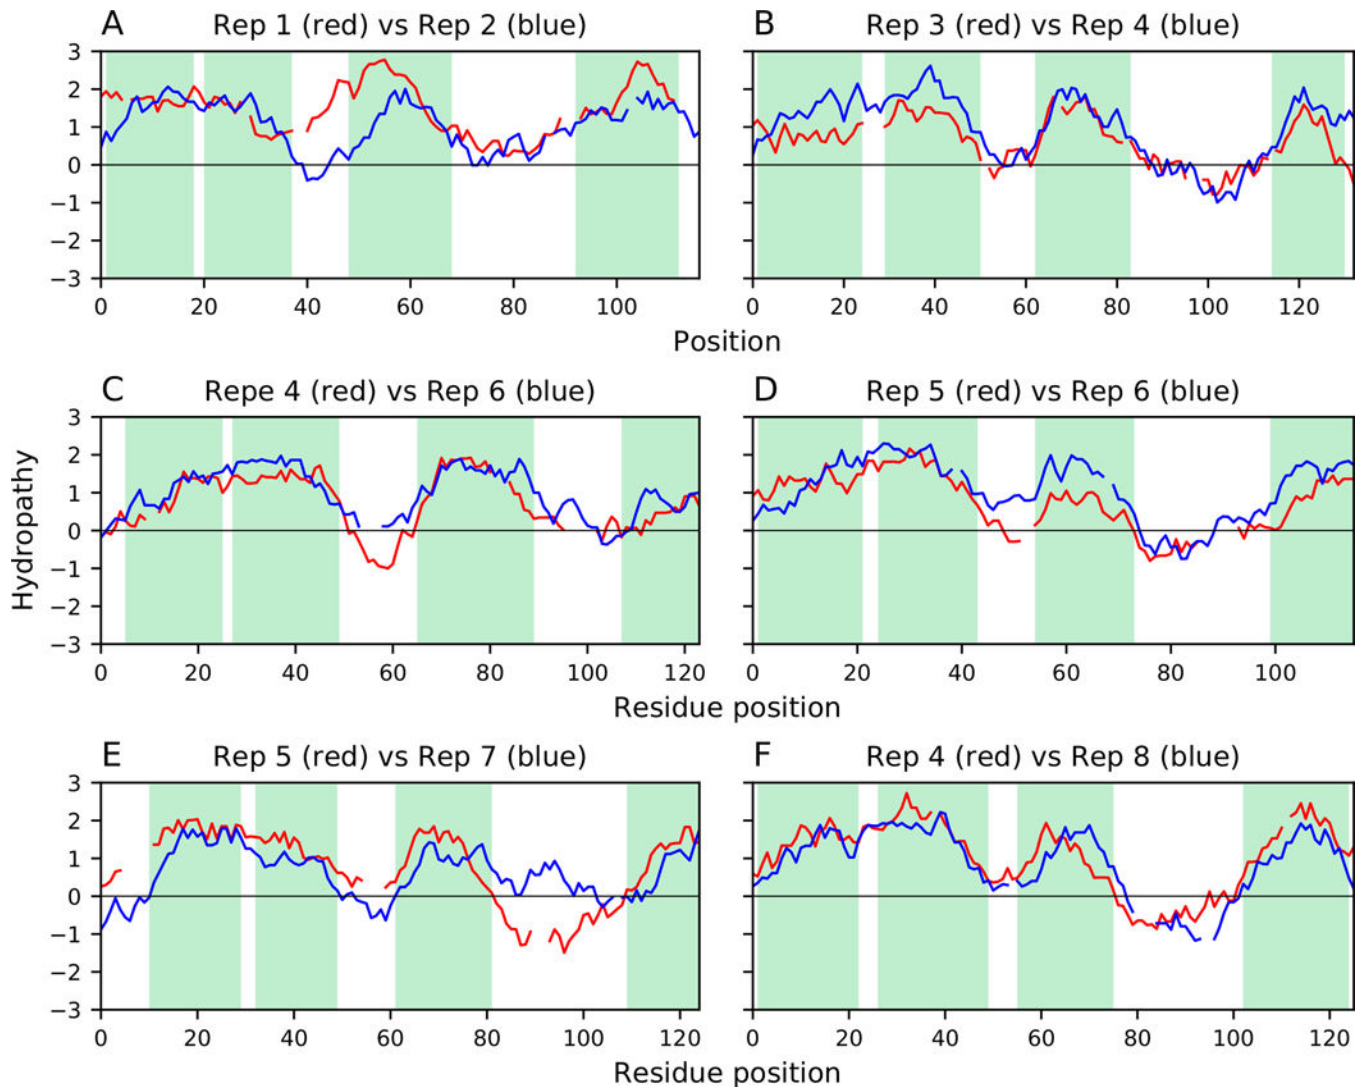 A Rep 1 (red) vs Rep 2 (blue)
B Rep 3 (red) vs Rep 4 (blue)
3
2
1
0
−1
−2
−3
0 20 40 60 80 100
0 20 40 60 80 100 120
Position
C Repe 4 (red) vs Rep 6 (blue)
D Rep 5 (red) vs Rep 6 (blue)
Hydropathy
3
2
1
0
−1
−2
−3
0 20 40 60 80 100 120
0 20 40 60 80 100
Residue position
Residue position
E Rep 5 (red) vs Rep 7 (blue)
F Rep 4 (red) vs Rep 8 (blue)
3
2
1
0
−1
−2
−3
0 20 40 60 80 100 120
0 20 40 60 80 100 120
Residue position
Residue position